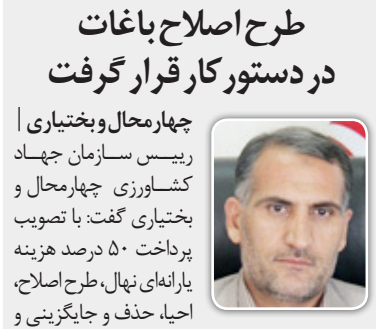 طرح اصلاح باغات
در دستور کار قرار گرفت
چهارمحال و بختیاری |
رییس سازمان جهاد
کشاورزی چهارمحال و
بختیاری گفت: با تصویب
پرداخت ۵۰ درصد هزینه
یارانه‌ای نهال، طرح اصلاح،
احیا، حذف و جایگزینی و